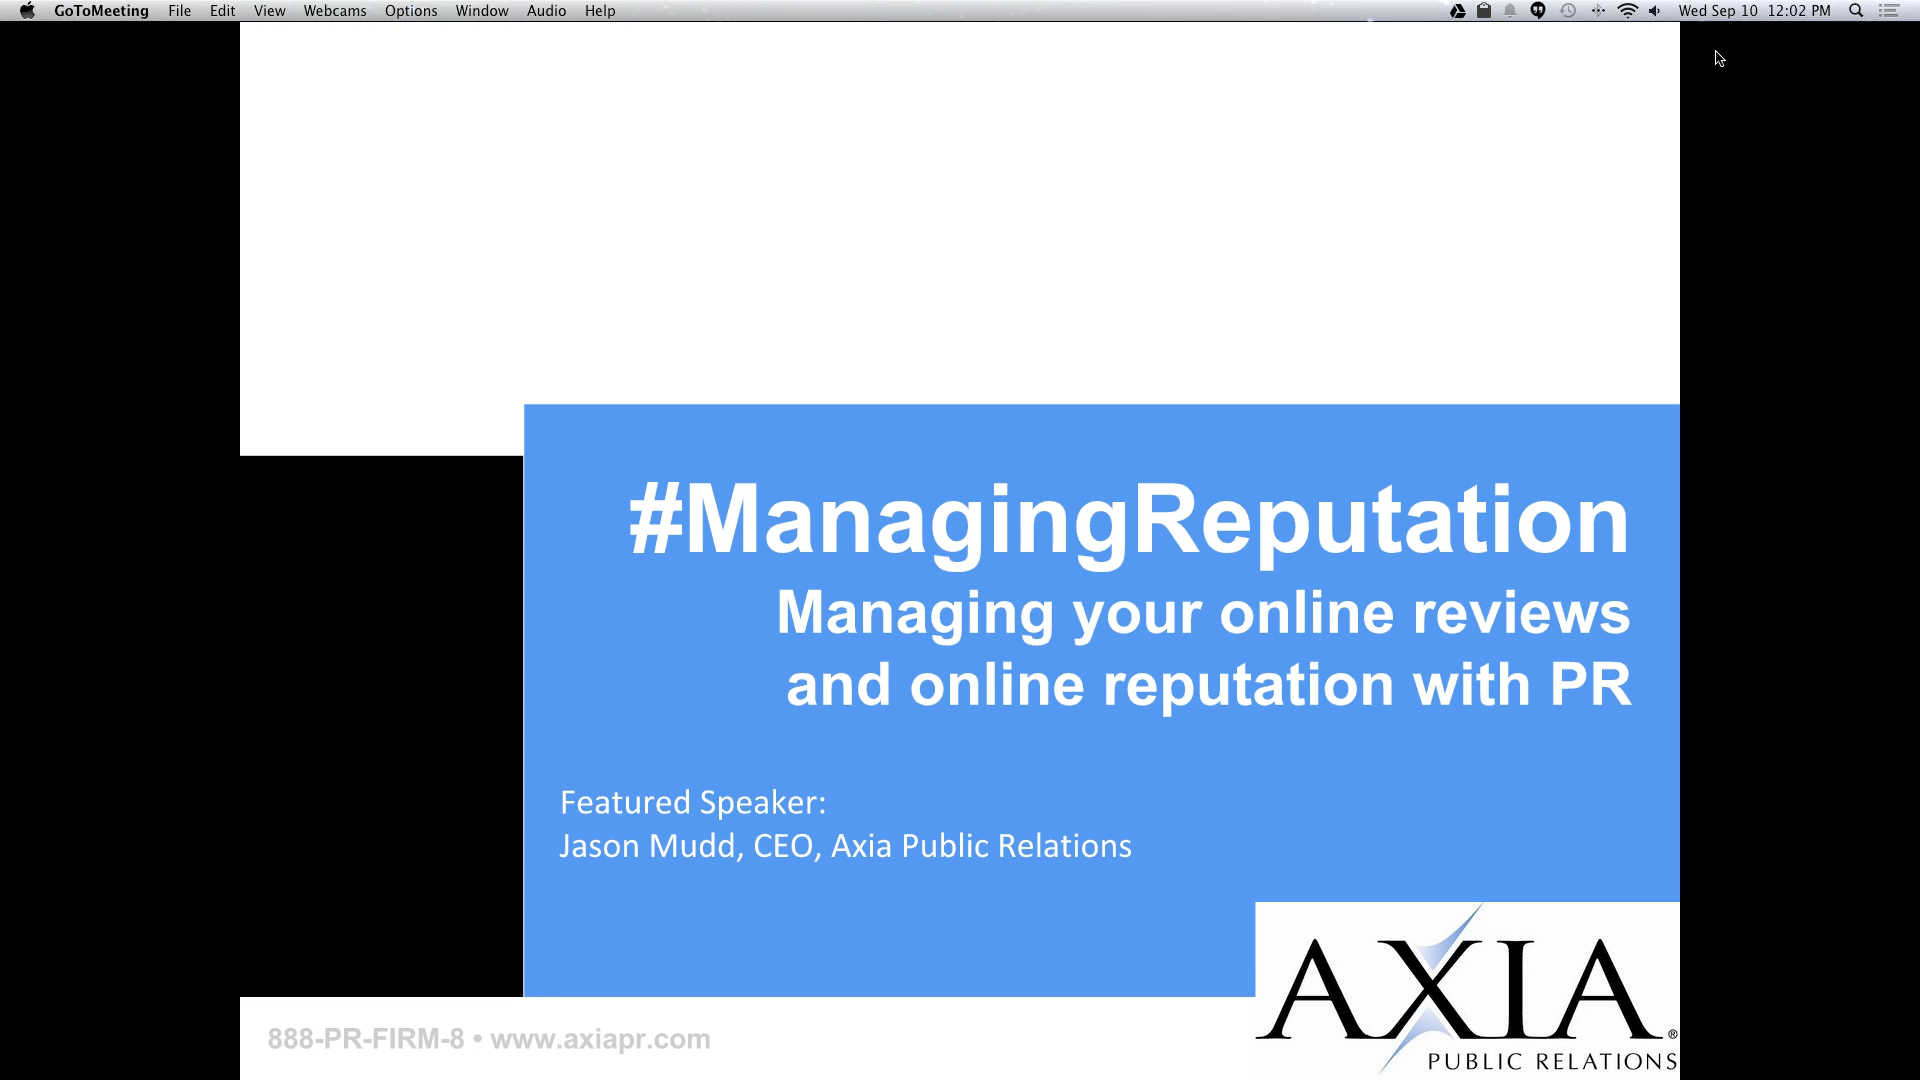 GoToMeeting File Edit View Webcams Options Window Audio Help Wed Sep 10 12:02 PM
#ManagingReputation
Managing your online reviews
and online reputation with PR
Featured Speaker:
Jason Mudd, CEO, Axia Public Relations
888-PR-FIRM-8 • www.axiapr.com
AXIA®
PUBLIC RELATIONS